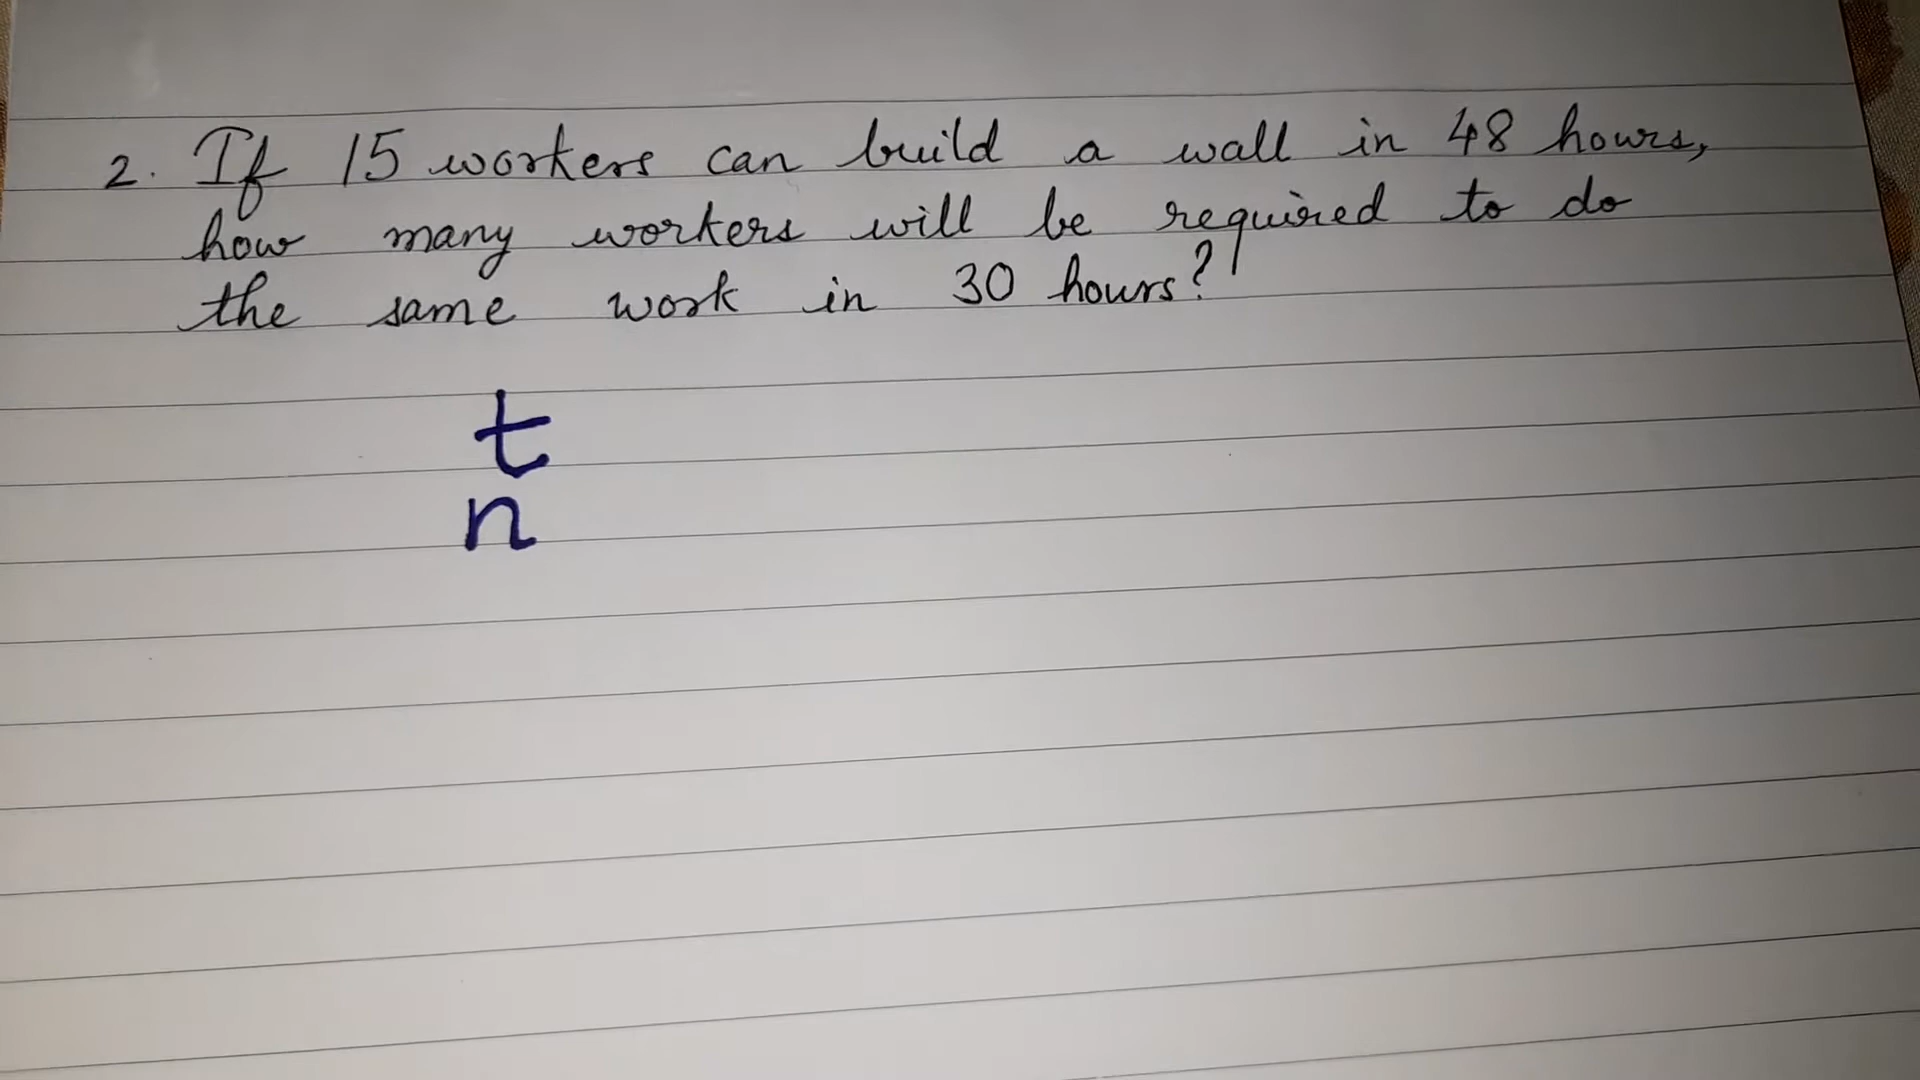 2. If 15 workers can build a wall in 48 hours,
how many workers will be required to do
the same work in 30 hours?
t
n